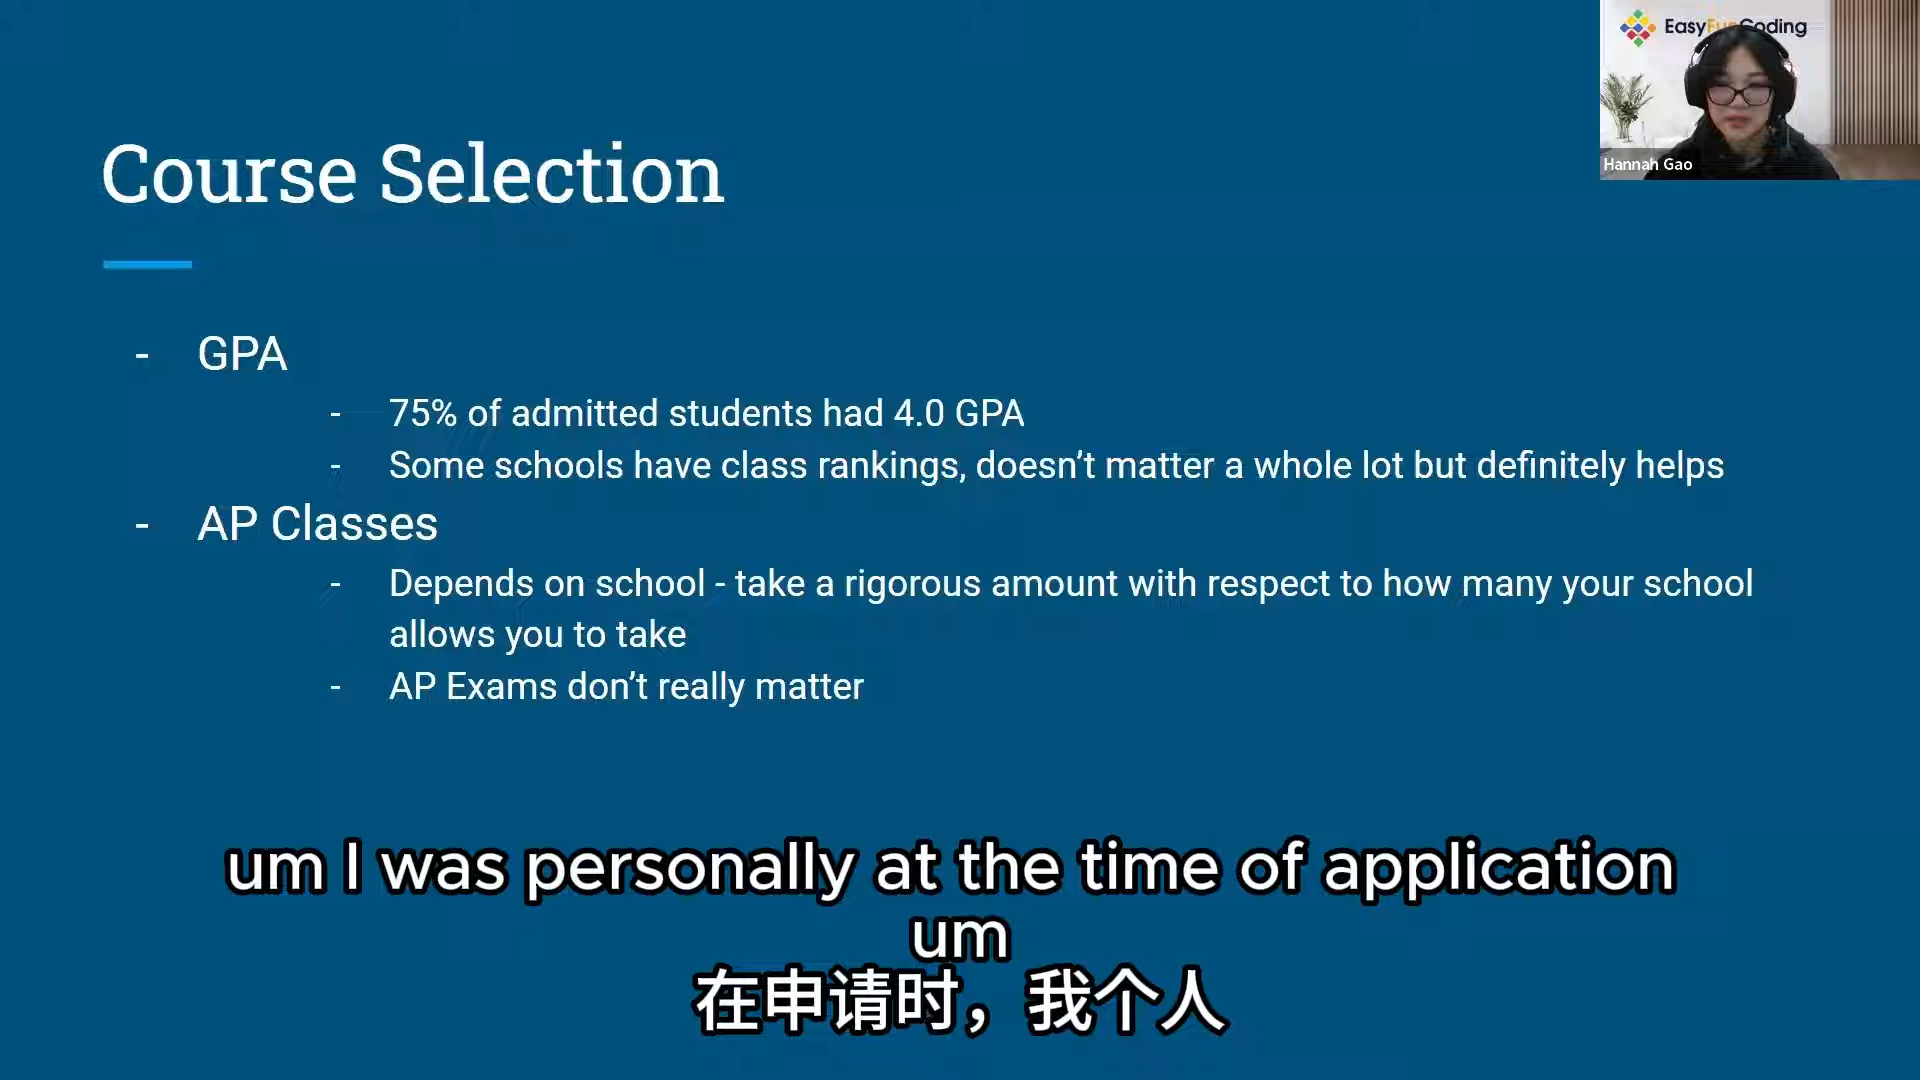 EasyFunCoding
Hannah Gao
Course Selection
- GPA
- 75% of admitted students had 4.0 GPA
- Some schools have class rankings, doesn’t matter a whole lot but definitely helps
- AP Classes
- Depends on school - take a rigorous amount with respect to how many your school
allows you to take
- AP Exams don’t really matter
um I was personally at the time of application
um
在申请时，我个人